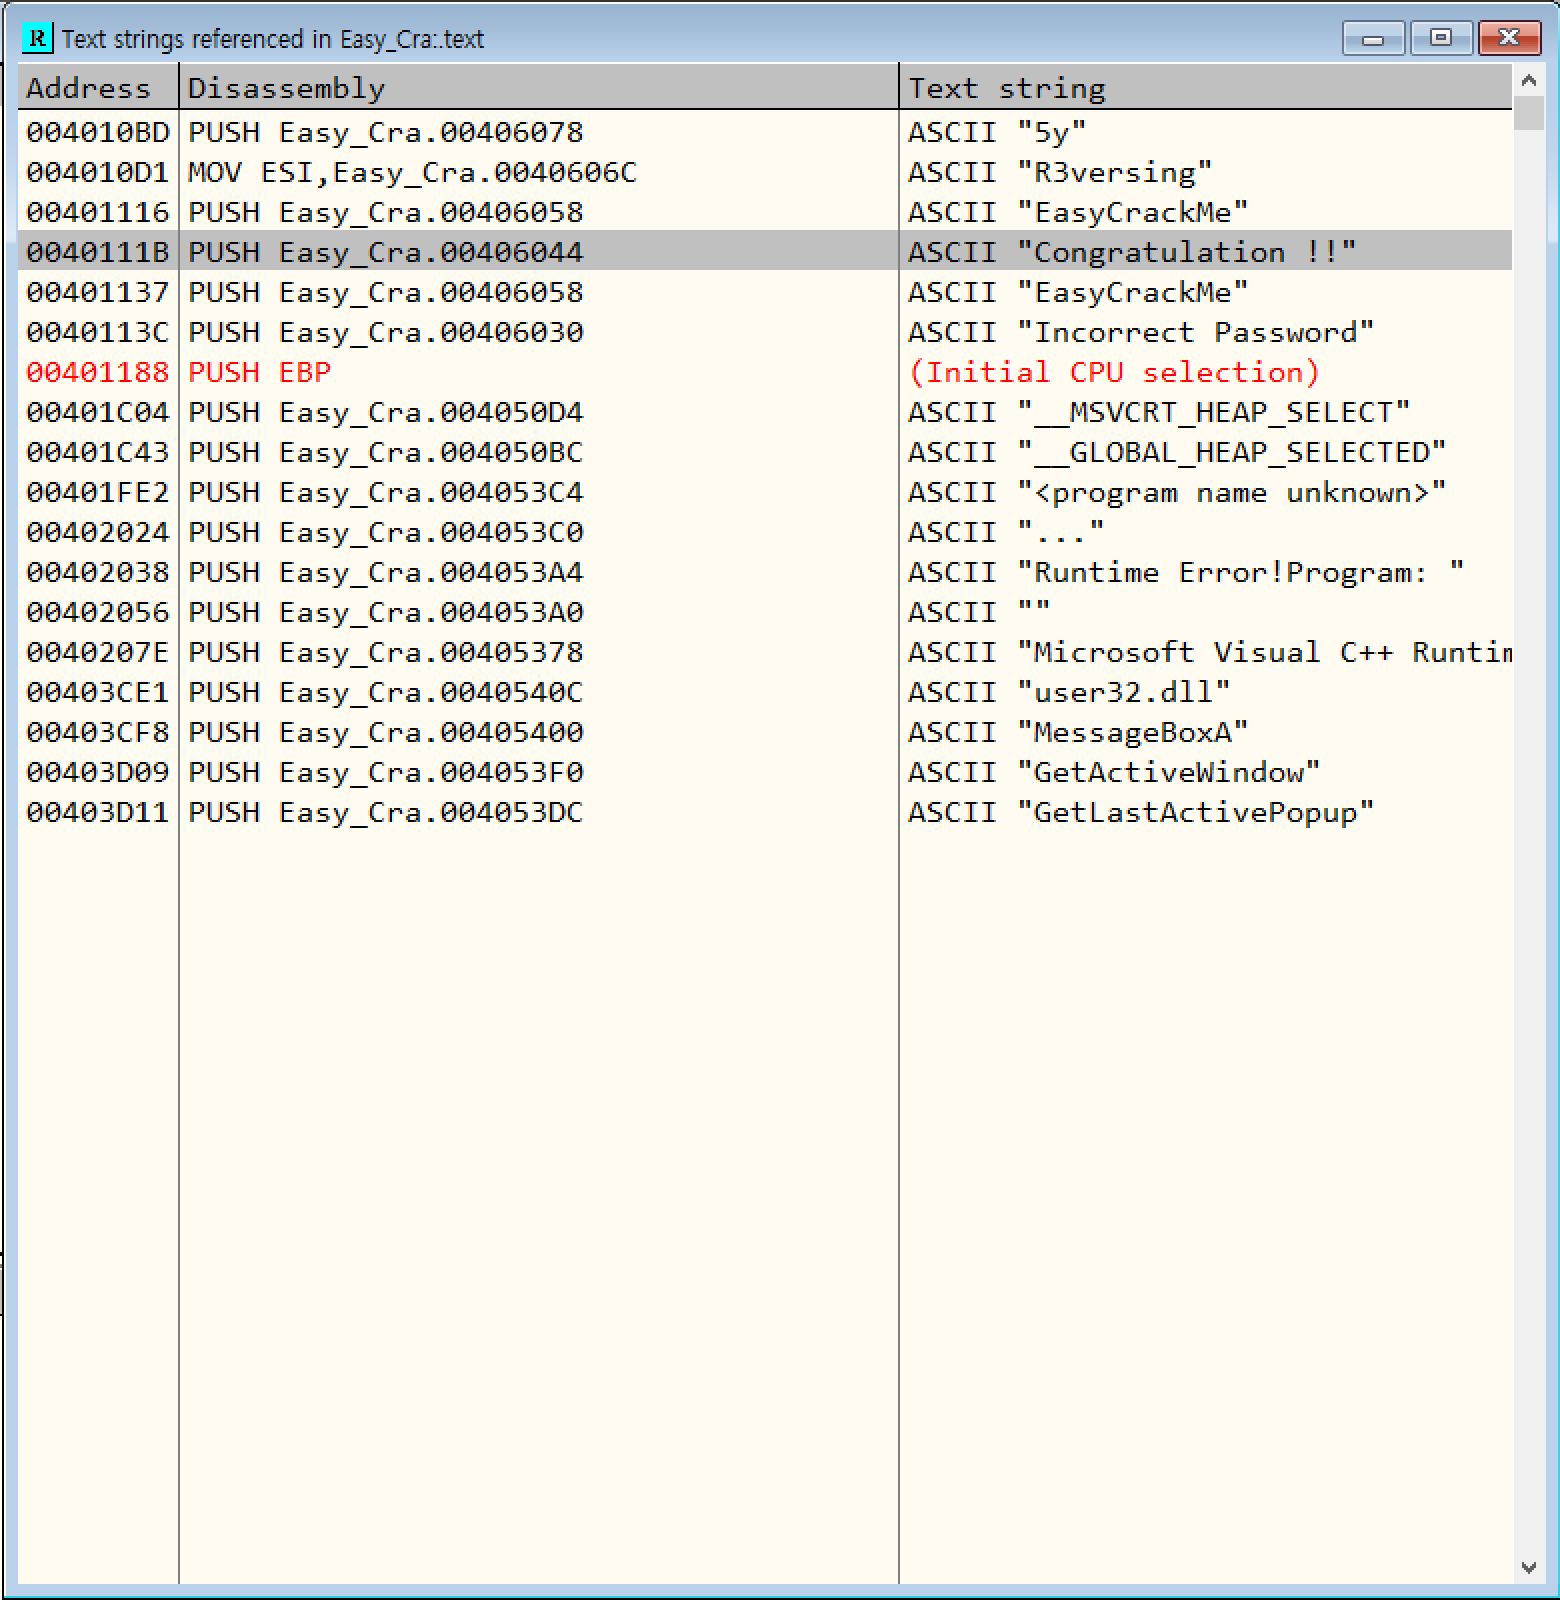 Text strings referenced in Easy_Cra:.text
Address Disassembly Text string
004010BD PUSH Easy_Cra.00406078 ASCII "5y"
004010D1 MOV ESI,Easy_Cra.0040606C ASCII "R3versing"
00401116 PUSH Easy_Cra.00406058 ASCII "EasyCrackMe"
0040111B PUSH Easy_Cra.00406044 ASCII "Congratulation !!"
00401137 PUSH Easy_Cra.00406058 ASCII "EasyCrackMe"
0040113C PUSH Easy_Cra.00406030 ASCII "Incorrect Password"
00401188 PUSH EBP (Initial CPU selection)
00401C04 PUSH Easy_Cra.004050D4 ASCII "__MSVCRT_HEAP_SELECT"
00401C43 PUSH Easy_Cra.004050BC ASCII "__GLOBAL_HEAP_SELECTED"
00401FE2 PUSH Easy_Cra.004053C4 ASCII "<program name unknown>"
00402024 PUSH Easy_Cra.004053C0 ASCII "..."
00402038 PUSH Easy_Cra.004053A4 ASCII "Runtime Error!Program: "
00402056 PUSH Easy_Cra.004053A0 ASCII ""
0040207E PUSH Easy_Cra.00405378 ASCII "Microsoft Visual C++ Runtim
00403CE1 PUSH Easy_Cra.0040540C ASCII "user32.dll"
00403CF8 PUSH Easy_Cra.00405400 ASCII "MessageBoxA"
00403D09 PUSH Easy_Cra.004053F0 ASCII "GetActiveWindow"
00403D11 PUSH Easy_Cra.004053DC ASCII "GetLastActivePopup"